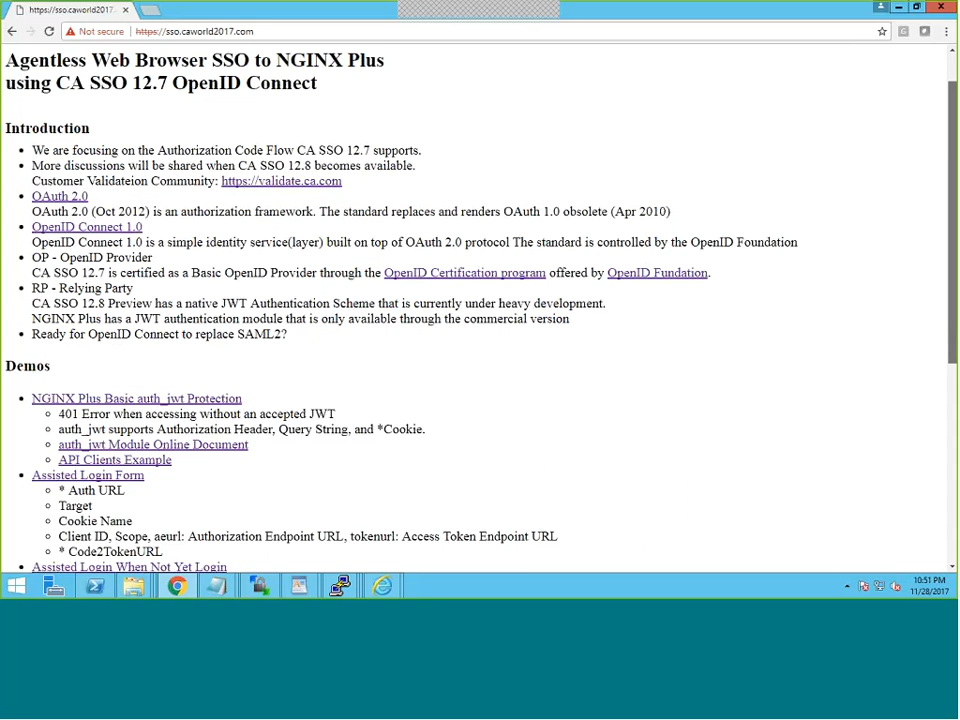 https://sso.caworld2017.
Not secure https://sso.caworld2017.com
Agentless Web Browser SSO to NGINX Plus
using CA SSO 12.7 OpenID Connect
Introduction
We are focusing on the Authorization Code Flow CA SSO 12.7 supports.
More discussions will be shared when CA SSO 12.8 becomes available.
Customer Validateion Community: https://validate.ca.com
OAuth 2.0
OAuth 2.0 (Oct 2012) is an authorization framework. The standard replaces and renders OAuth 1.0 obsolete (Apr 2010)
OpenID Connect 1.0
OpenID Connect 1.0 is a simple identity service(layer) built on top of OAuth 2.0 protocol The standard is controlled by the OpenID Foundation
OP - OpenID Provider
CA SSO 12.7 is certified as a Basic OpenID Provider through the OpenID Certification program offered by OpenID Fundation.
RP - Relying Party
CA SSO 12.8 Preview has a native JWT Authentication Scheme that is currently under heavy development.
NGINX Plus has a JWT authentication module that is only available through the commercial version
Ready for OpenID Connect to replace SAML2?
Demos
NGINX Plus Basic auth_jwt Protection
401 Error when accessing without an accepted JWT
auth_jwt supports Authorization Header, Query String, and *Cookie.
auth_jwt Module Online Document
API Clients Example
Assisted Login Form
* Auth URL
Target
Cookie Name
Client ID, Scope, aeurl: Authorization Endpoint URL, tokenurl: Access Token Endpoint URL
* Code2TokenURL
Assisted Login When Not Yet Login
10:51 PM
11/28/2017